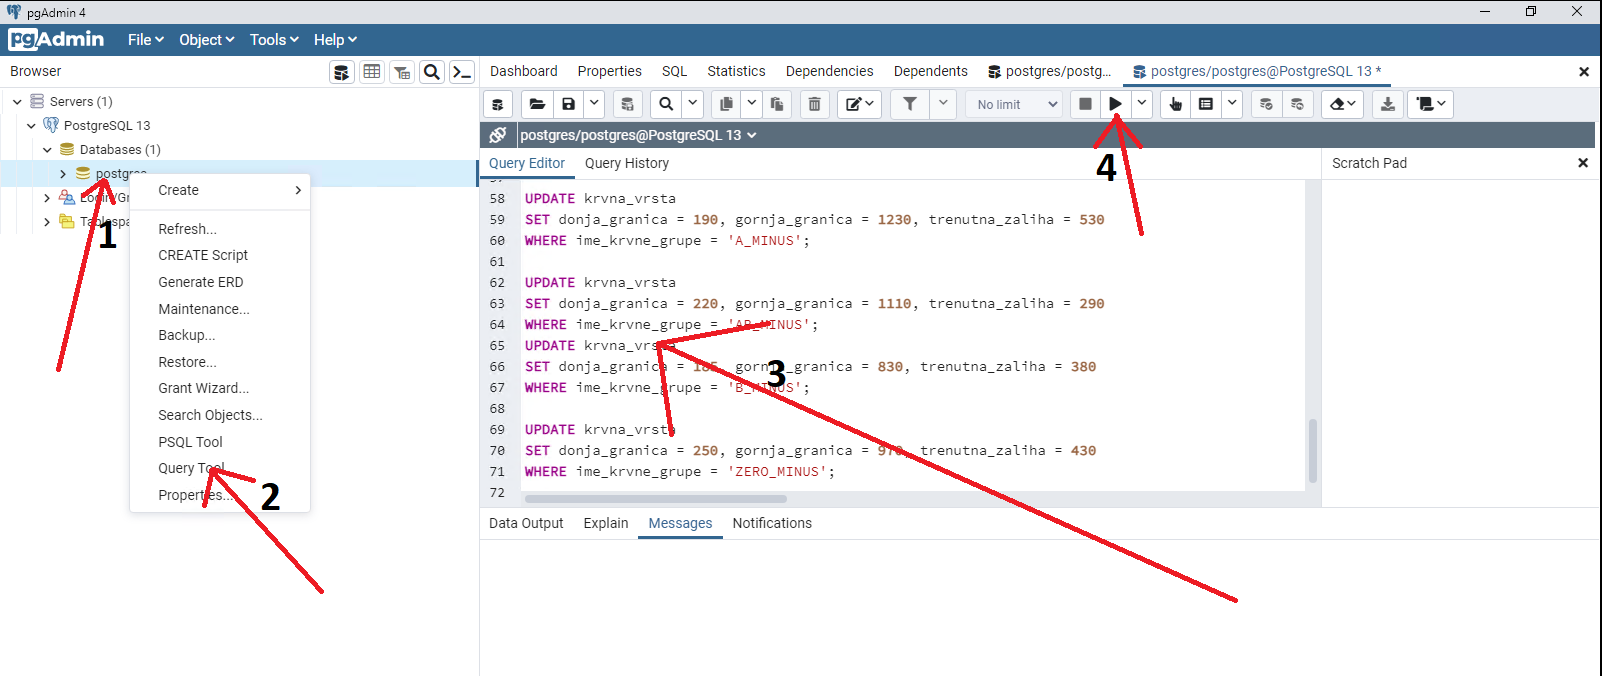 pgAdmin 4
pgAdmin File Object Tools Help
Browser
Dashboard Properties SQL Statistics Dependencies Dependents postgres/postg... postgres/postgres@PostgreSQL 13 *
No limit
postgres/postgres@PostgreSQL 13
Query Editor Query History
Scratch Pad
Servers (1)
PostgreSQL 13
Databases (1)
postgres
Login/Gr
Tablespa
1
Create
Refresh...
CREATE Script
Generate ERD
Maintenance...
Backup...
Restore...
Grant Wizard...
Search Objects...
PSQL Tool
Query Tool
Properties...
2
4
58 UPDATE krvna_vrsta
59 SET donja_granica = 190, gornja_granica = 1230, trenutna_zaliha = 530
60 WHERE ime_krvne_grupe = 'A_MINUS';
61
62 UPDATE krvna_vrsta
63 SET donja_granica = 220, gornja_granica = 1110, trenutna_zaliha = 290
64 WHERE ime_krvne_grupe = 'AB_MINUS';
65 UPDATE krvna_vrsta
66 SET donja_granica = 185, gornja_granica = 830, trenutna_zaliha = 380
67 WHERE ime_krvne_grupe = 'B_MINUS';
68
69 UPDATE krvna_vrsta
70 SET donja_granica = 250, gornja_granica = 970, trenutna_zaliha = 430
71 WHERE ime_krvne_grupe = 'ZERO_MINUS';
72
3
Data Output Explain Messages Notifications